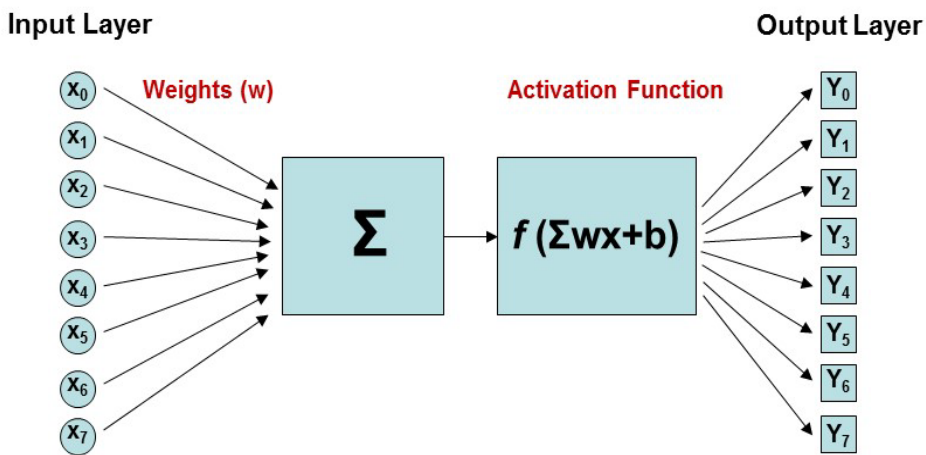 Input Layer
Output Layer
Weights (w)
Activation Function
x₀
x₁
x₂
x₃
x₄
x₅
x₆
x₇
Σ
f (Σwx+b)
Y₀
Y₁
Y₂
Y₃
Y₄
Y₅
Y₆
Y₇